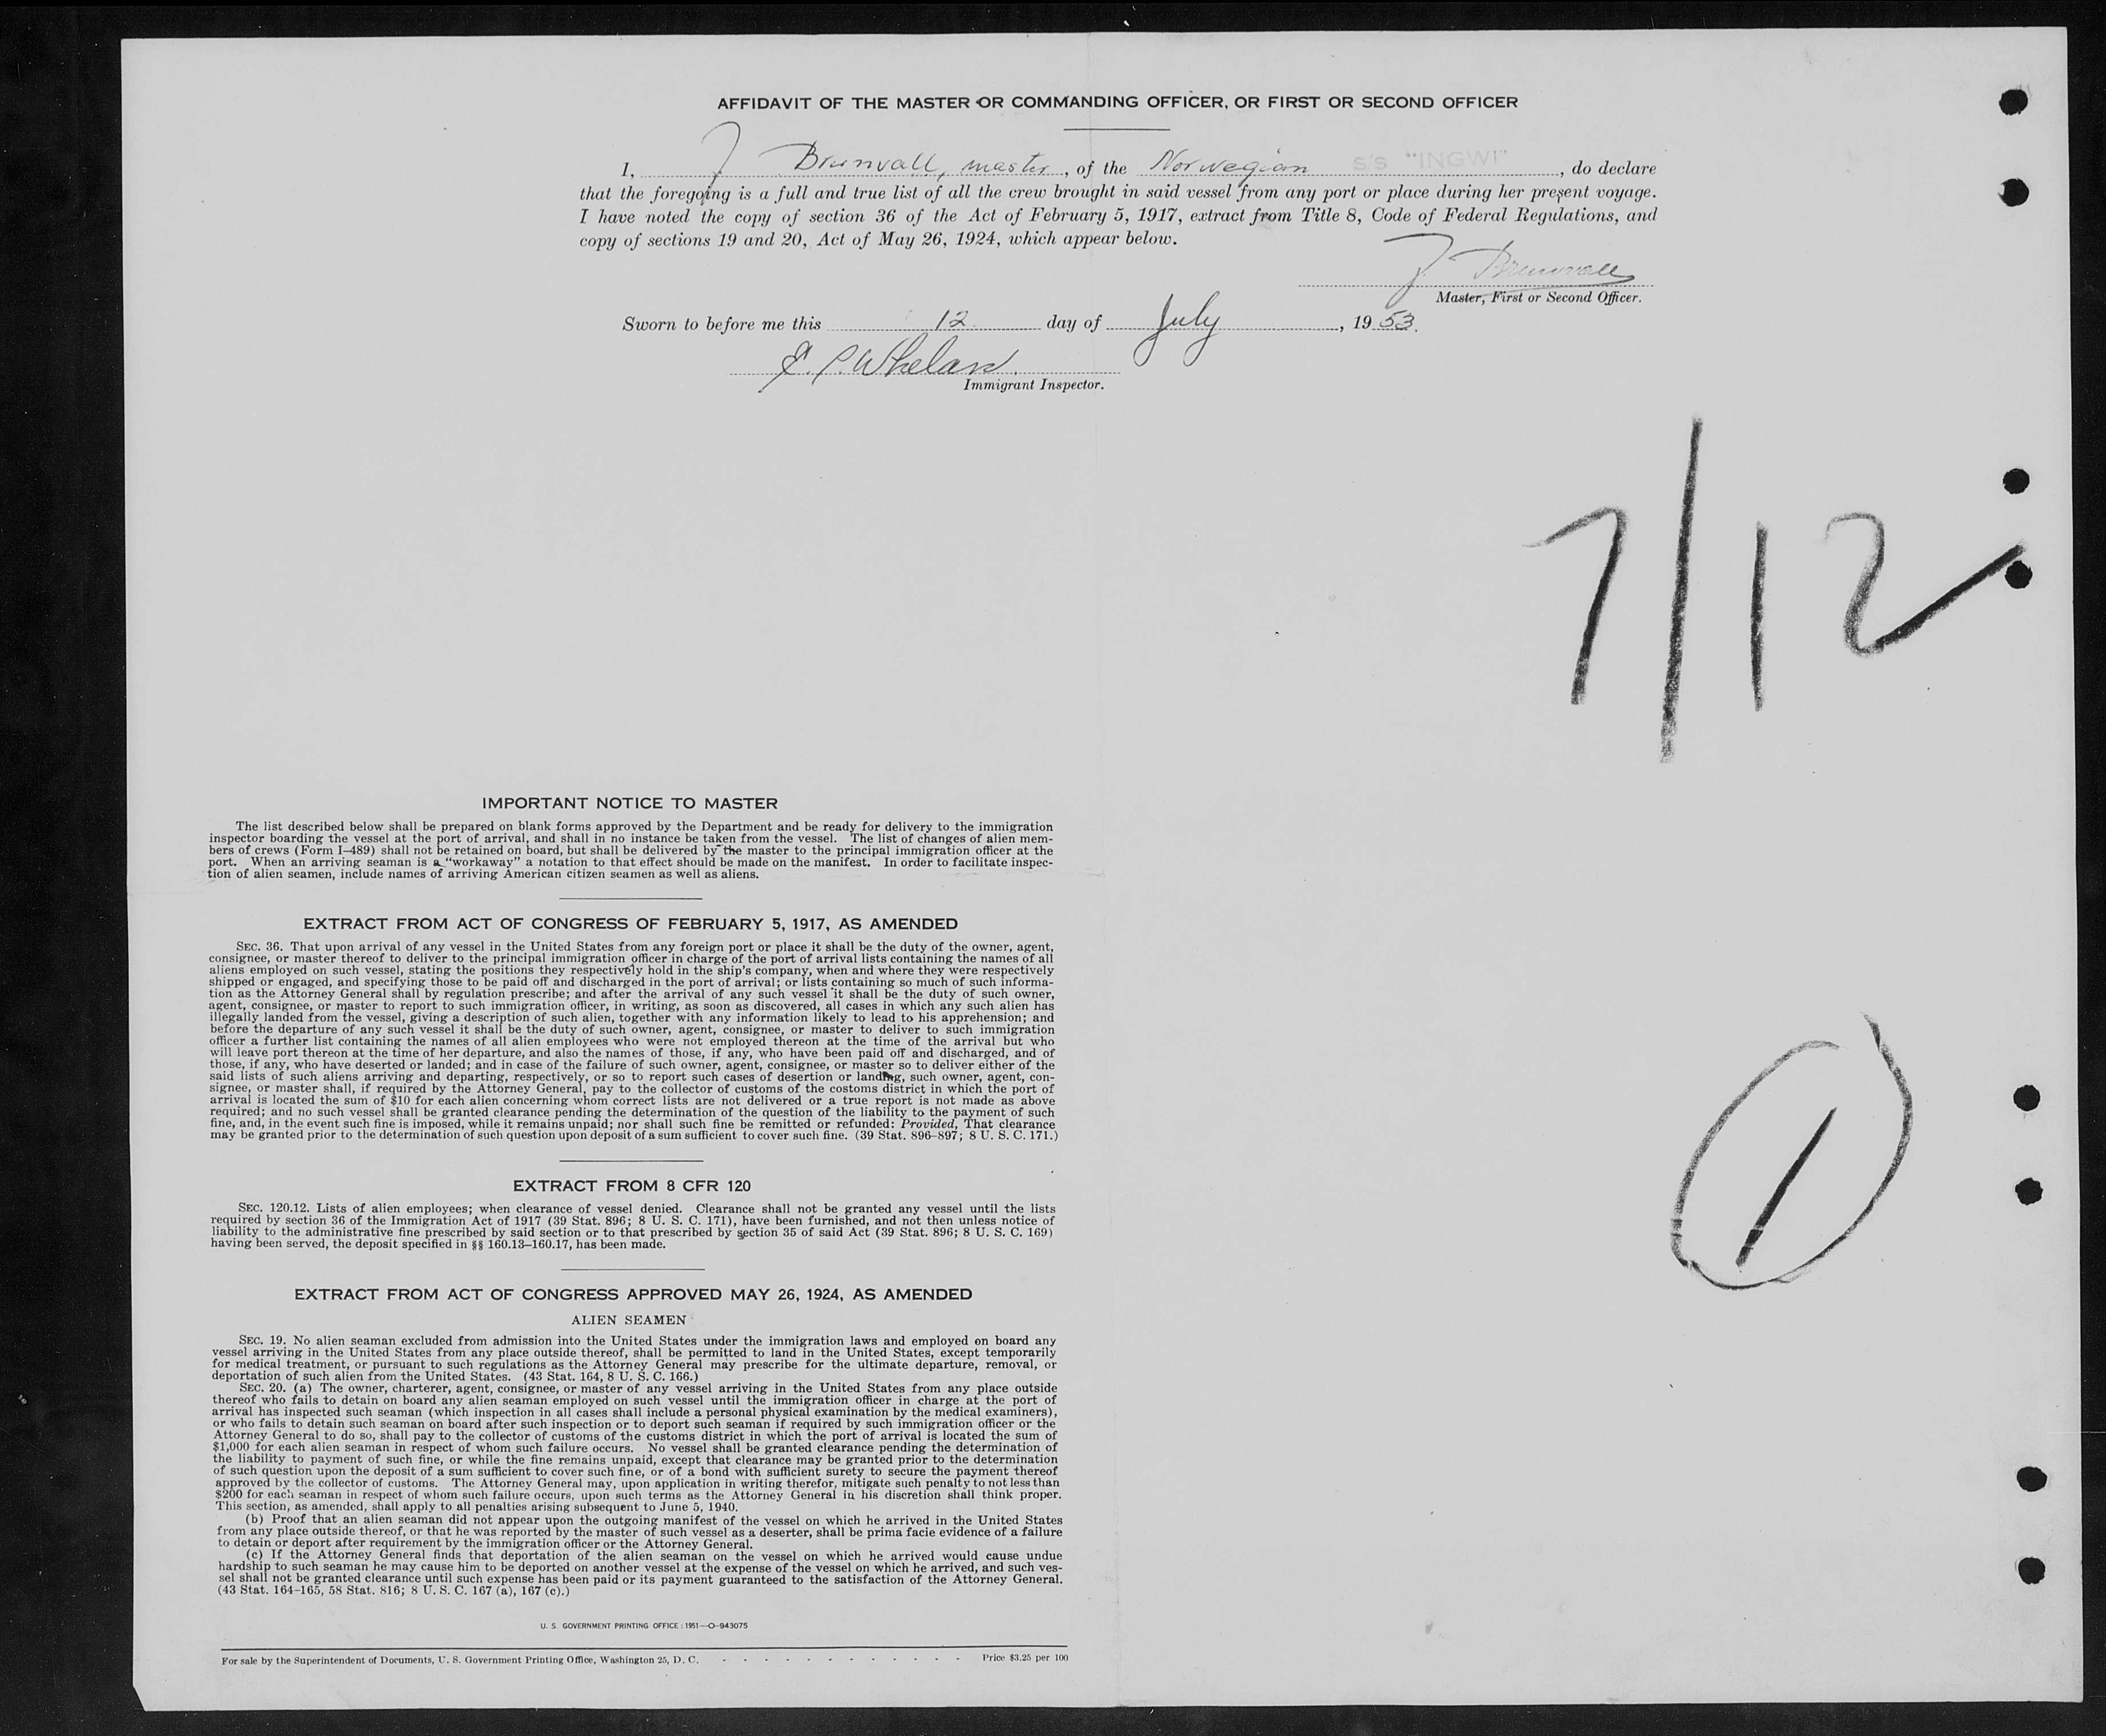 AFFIDAVIT OF THE MASTER OR COMMANDING OFFICER, OR FIRST OR SECOND OFFICER
I, J Brunvall, master, of the Norwegian S/S "INGWI", do declare
that the foregoing is a full and true list of all the crew brought in said vessel from any port or place during her present voyage.
I have noted the copy of section 36 of the Act of February 5, 1917, extract from Title 8, Code of Federal Regulations, and
copy of sections 19 and 20, Act of May 26, 1924, which appear below.
J Brunvall
Master, First or Second Officer.
Sworn to before me this 12 day of July, 1953.
Whelan
Immigrant Inspector.
7/12
IMPORTANT NOTICE TO MASTER
The list described below shall be prepared on blank forms approved by the Department and be ready for delivery to the immigration
inspector boarding the vessel at the port of arrival, and shall in no instance be taken from the vessel. The list of changes of alien mem-
bers of crews (Form I-489) shall not be retained on board, but shall be delivered by the master to the principal immigration officer at the
port. When an arriving seaman is a "workaway" a notation to that effect should be made on the manifest. In order to facilitate inspec-
tion of alien seamen, include names of arriving American citizen seamen as well as aliens.
EXTRACT FROM ACT OF CONGRESS OF FEBRUARY 5, 1917, AS AMENDED
SEC. 36. That upon arrival of any vessel in the United States from any foreign port or place it shall be the duty of the owner, agent,
consignee, or master thereof to deliver to the principal immigration officer in charge of the port of arrival lists containing the names of all
aliens employed on such vessel, stating the positions they respectively hold in the ship's company, when and where they were respectively
shipped or engaged, and specifying those to be paid off and discharged in the port of arrival; or lists containing so much of such informa-
tion as the Attorney General shall by regulation prescribe; and after the arrival of any such vessel it shall be the duty of such owner,
agent, consignee, or master to report to such immigration officer, in writing, as soon as discovered, all cases in which any such alien has
illegally landed from the vessel, giving a description of such alien, together with any information likely to lead to his apprehension; and
before the departure of any such vessel it shall be the duty of such owner, agent, consignee, or master to deliver to such immigration
officer a further list containing the names of all alien employees who were not employed thereon at the time of the arrival but who
will leave port thereon at the time of her departure, and also the names of those, if any, who have been paid off and discharged, and of
those, if any, who have deserted or landed; and in case of the failure of such owner, agent, consignee, or master so to deliver either of the
said lists of such aliens arriving and departing, respectively, or so to report such cases of desertion or landing, such owner, agent, con-
signee, or master shall, if required by the Attorney General, pay to the collector of customs of the costoms district in which the port of
arrival is located the sum of $10 for each alien concerning whom correct lists are not delivered or a true report is not made as above
required; and no such vessel shall be granted clearance pending the determination of the question of the liability to the payment of such
fine, and, in the event such fine is imposed, while it remains unpaid; nor shall such fine be remitted or refunded: Provided, That clearance
may be granted prior to the determination of such question upon deposit of a sum sufficient to cover such fine. (39 Stat. 896-897; 8 U. S. C. 171.)
EXTRACT FROM 8 CFR 120
SEC. 120.12. Lists of alien employees; when clearance of vessel denied. Clearance shall not be granted any vessel until the lists
required by section 36 of the Immigration Act of 1917 (39 Stat. 896; 8 U. S. C. 171), have been furnished, and not then unless notice of
liability to the administrative fine prescribed by said section or to that prescribed by section 35 of said Act (39 Stat. 896; 8 U. S. C. 169)
having been served, the deposit specified in §§ 160.13-160.17, has been made.
1
EXTRACT FROM ACT OF CONGRESS APPROVED MAY 26, 1924, AS AMENDED
ALIEN SEAMEN
SEC. 19. No alien seaman excluded from admission into the United States under the immigration laws and employed on board any
vessel arriving in the United States from any place outside thereof, shall be permitted to land in the United States, except temporarily
for medical treatment, or pursuant to such regulations as the Attorney General may prescribe for the ultimate departure, removal, or
deportation of such alien from the United States. (43 Stat. 164, 8 U. S. C. 166.)
SEC. 20. (a) The owner, charterer, agent, consignee, or master of any vessel arriving in the United States from any place outside
thereof who fails to detain on board any alien seaman employed on such vessel until the immigration officer in charge at the port of
arrival has inspected such seaman (which inspection in all cases shall include a personal physical examination by the medical examiners),
or who fails to detain such seaman on board after such inspection or to deport such seaman if required by such immigration officer or the
Attorney General to do so, shall pay to the collector of customs of the customs district in which the port of arrival is located the sum of
$1,000 for each alien seaman in respect of whom such failure occurs. No vessel shall be granted clearance pending the determination of
the liability to payment of such fine, or while the fine remains unpaid, except that clearance may be granted prior to the determination
of such question upon the deposit of a sum sufficient to cover such fine, or of a bond with sufficient surety to secure the payment thereof
approved by the collector of customs. The Attorney General may, upon application in writing therefor, mitigate such penalty to not less than
$200 for each seaman in respect of whom such failure occurs, upon such terms as the Attorney General in his discretion shall think proper.
This section, as amended, shall apply to all penalties arising subsequent to June 5, 1940.
(b) Proof that an alien seaman did not appear upon the outgoing manifest of the vessel on which he arrived in the United States
from any place outside thereof, or that he was reported by the master of such vessel as a deserter, shall be prima facie evidence of a failure
to detain or deport after requirement by the immigration officer or the Attorney General.
(c) If the Attorney General finds that deportation of the alien seaman on the vessel on which he arrived would cause undue
hardship to such seaman he may cause him to be deported on another vessel at the expense of the vessel on which he arrived, and such ves-
sel shall not be granted clearance until such expense has been paid or its payment guaranteed to the satisfaction of the Attorney General.
(43 Stat. 164-165, 58 Stat. 816; 8 U. S. C. 167 (a), 167 (c).)
U. S. GOVERNMENT PRINTING OFFICE : 1951—O-943075
For sale by the Superintendent of Documents, U. S. Government Printing Office, Washington 25, D. C. - - - - - - - - - - - - Price $3.25 per 100